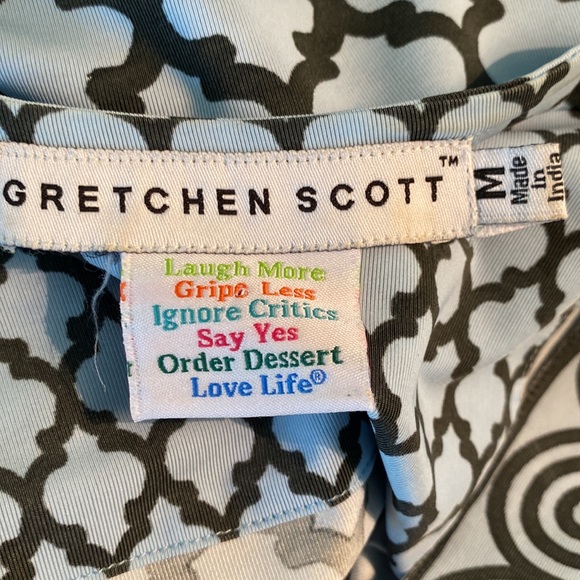 GRETCHEN SCOTT™
M
Made
in
India
Laugh More
Gripe Less
Ignore Critics
Say Yes
Order Dessert
Love Life®